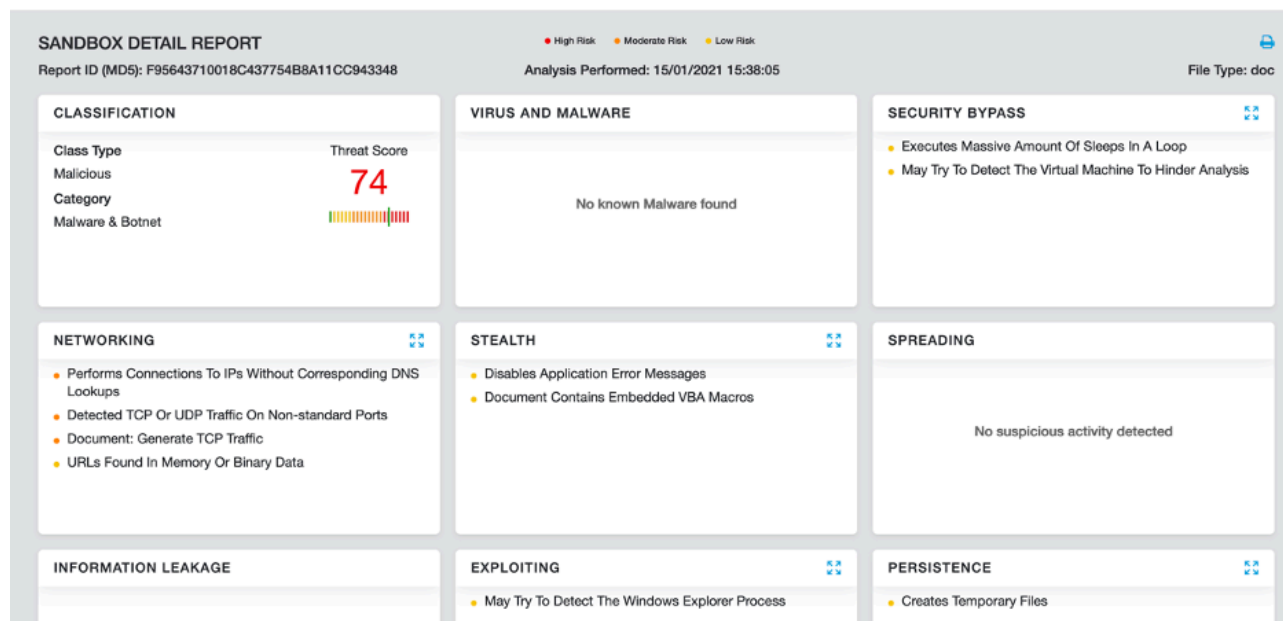 SANDBOX DETAIL REPORT
High Risk Moderate Risk Low Risk
Report ID (MD5): F95643710018C437754B8A11CC943348
Analysis Performed: 15/01/2021 15:38:05
File Type: doc
CLASSIFICATION
Class Type
Malicious
Category
Malware & Botnet
Threat Score
74
VIRUS AND MALWARE
No known Malware found
SECURITY BYPASS
Executes Massive Amount Of Sleeps In A Loop
May Try To Detect The Virtual Machine To Hinder Analysis
NETWORKING
Performs Connections To IPs Without Corresponding DNS
Lookups
Detected TCP Or UDP Traffic On Non-standard Ports
Document: Generate TCP Traffic
URLs Found In Memory Or Binary Data
STEALTH
Disables Application Error Messages
Document Contains Embedded VBA Macros
SPREADING
No suspicious activity detected
INFORMATION LEAKAGE
EXPLOITING
May Try To Detect The Windows Explorer Process
PERSISTENCE
Creates Temporary Files